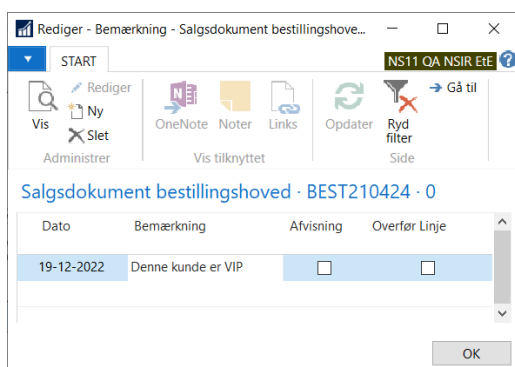 Rediger - Bemærkning - Salgsdokument bestillingshove...
START
NS11 QA NSIR EtE
Vis
Rediger
Ny
Slet
Administrer
OneNote
Noter
Links
Vis tilknyttet
Opdater
Ryd
filter
Gå til
Side
Salgsdokument bestillingshoved · BEST210424 · 0
Dato Bemærkning Afvisning Overfør Linje
19-12-2022 Denne kunde er VIP
OK